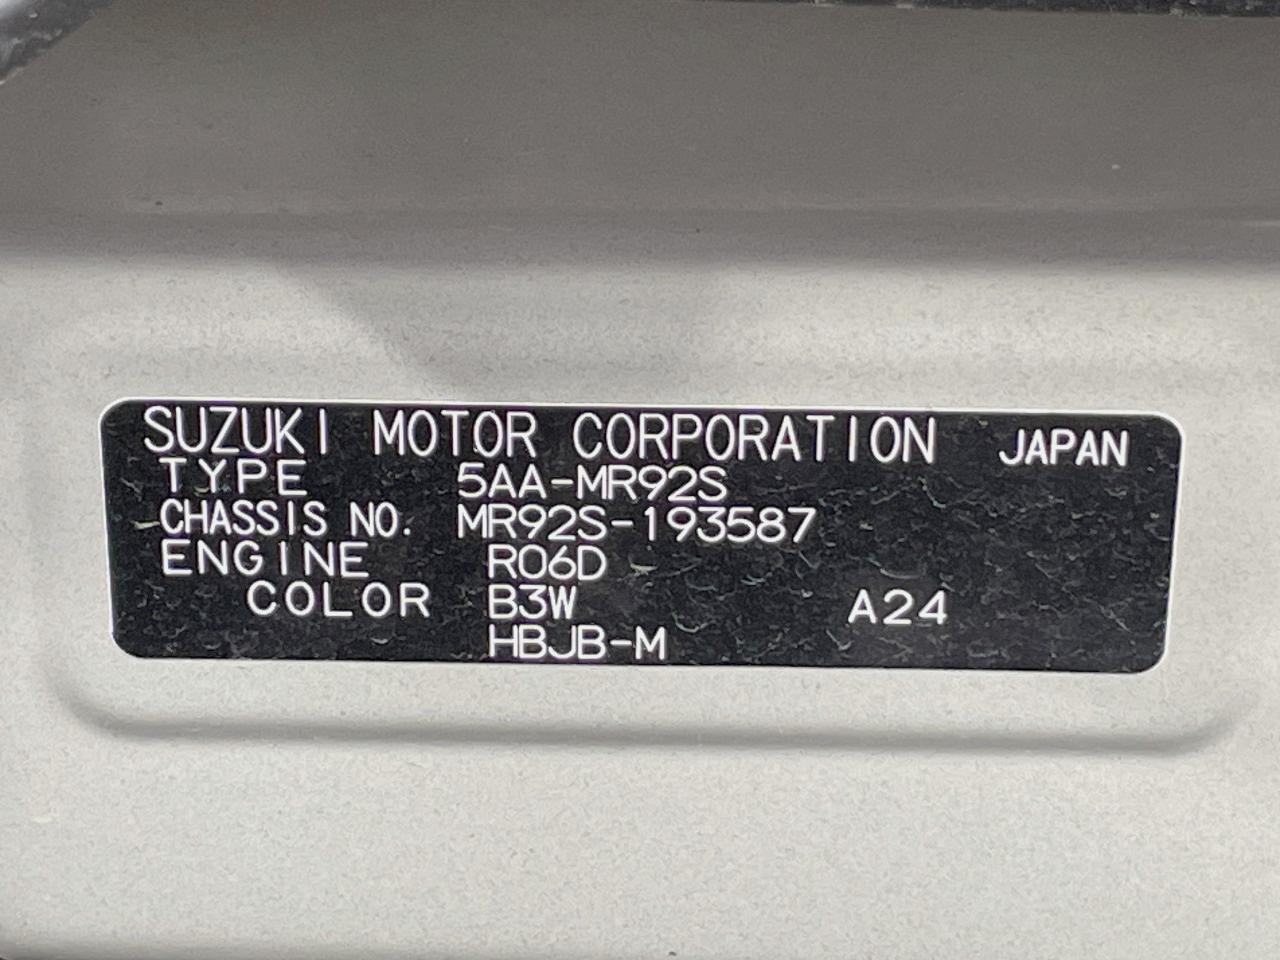 SUZUKI MOTOR CORPORATION JAPAN
TYPE 5AA-MR92S
CHASSIS NO. MR92S-193587
ENGINE R06D
COLOR B3W A24
HBJB-M